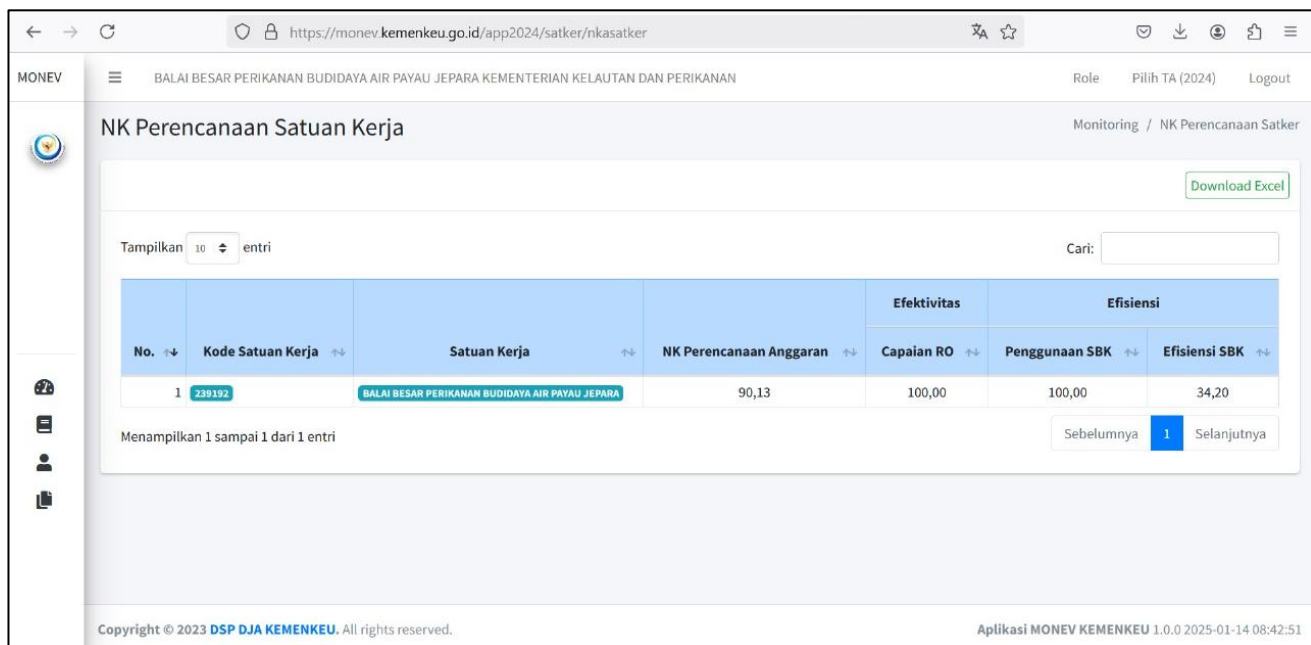 https://monev.kemenkeu.go.id/app2024/satker/nkasatker
MONEV
BALAI BESAR PERIKANAN BUDIDAYA AIR PAYAU JEPARA KEMENTERIAN KELAUTAN DAN PERIKANAN
Role
Pilih TA (2024)
Logout
NK Perencanaan Satuan Kerja
Monitoring / NK Perencanaan Satker
Download Excel
Tampilkan 10 entri
Cari:
Efektivitas Efisiensi
No. Kode Satuan Kerja Satuan Kerja NK Perencanaan Anggaran Capaian RO Penggunaan SBK Efisiensi SBK
1 239192 BALAI BESAR PERIKANAN BUDIDAYA AIR PAYAU JEPARA 90,13 100,00 100,00 34,20
Menampilkan 1 sampai 1 dari 1 entri
Sebelumnya 1 Selanjutnya
Copyright © 2023 DSP DJA KEMENKEU. All rights reserved.
Aplikasi MONEV KEMENKEU 1.0.0 2025-01-14 08:42:51